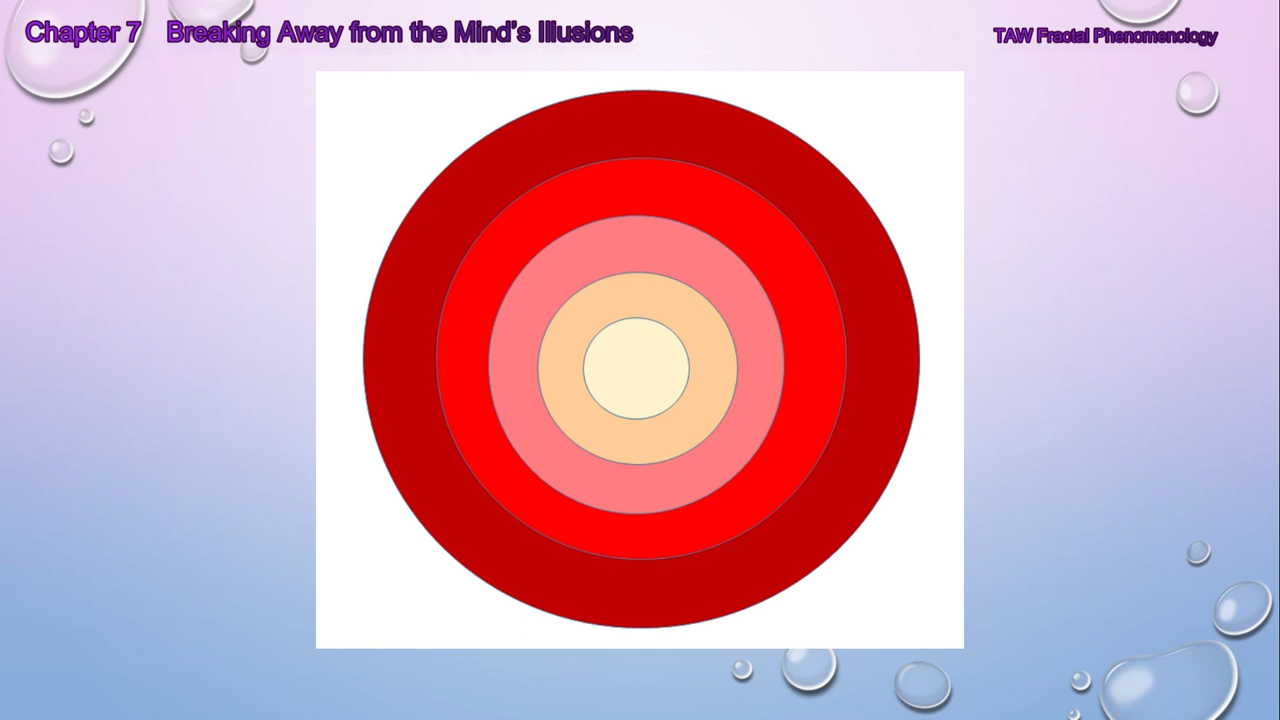 Chapter 7 Breaking Away from the Mind’s Illusions
TAW Fractal Phenomenology